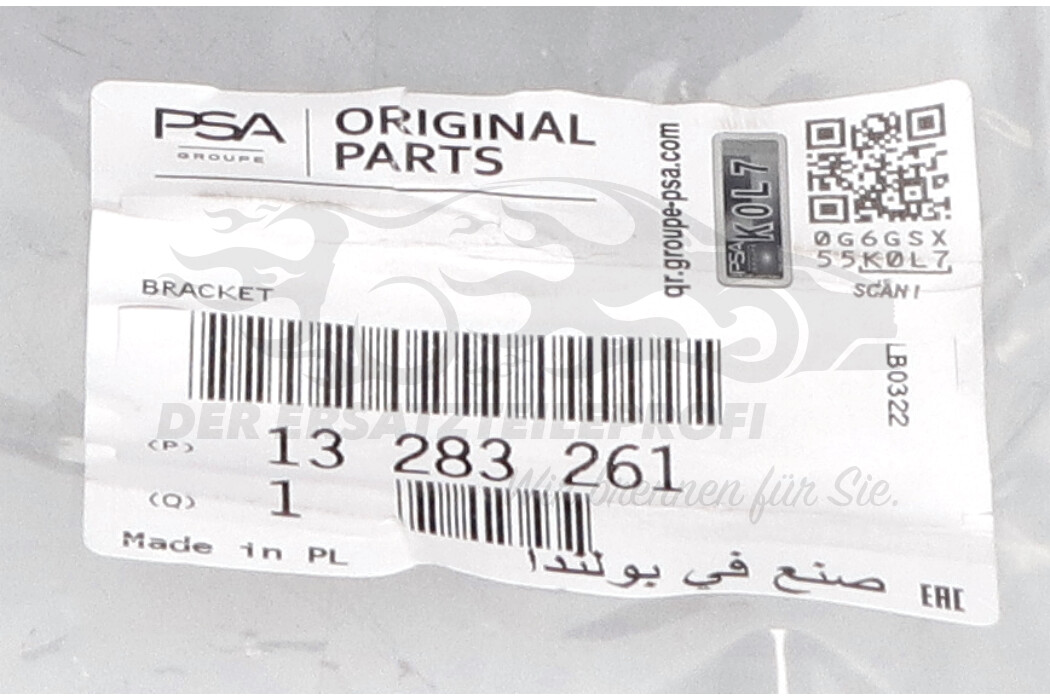 PSA
GROUPE
ORIGINAL
PARTS
qr.groupe-psa.com
PSA
K0L7
0G6GSX
55K0L7
SCAN!
BRACKET
LB0322
DER ERSATZTEILEPROFI
(P) 13 283 261
Wir brennen für Sie.
(Q) 1
Made in PL
صنع في بولندا
EAC